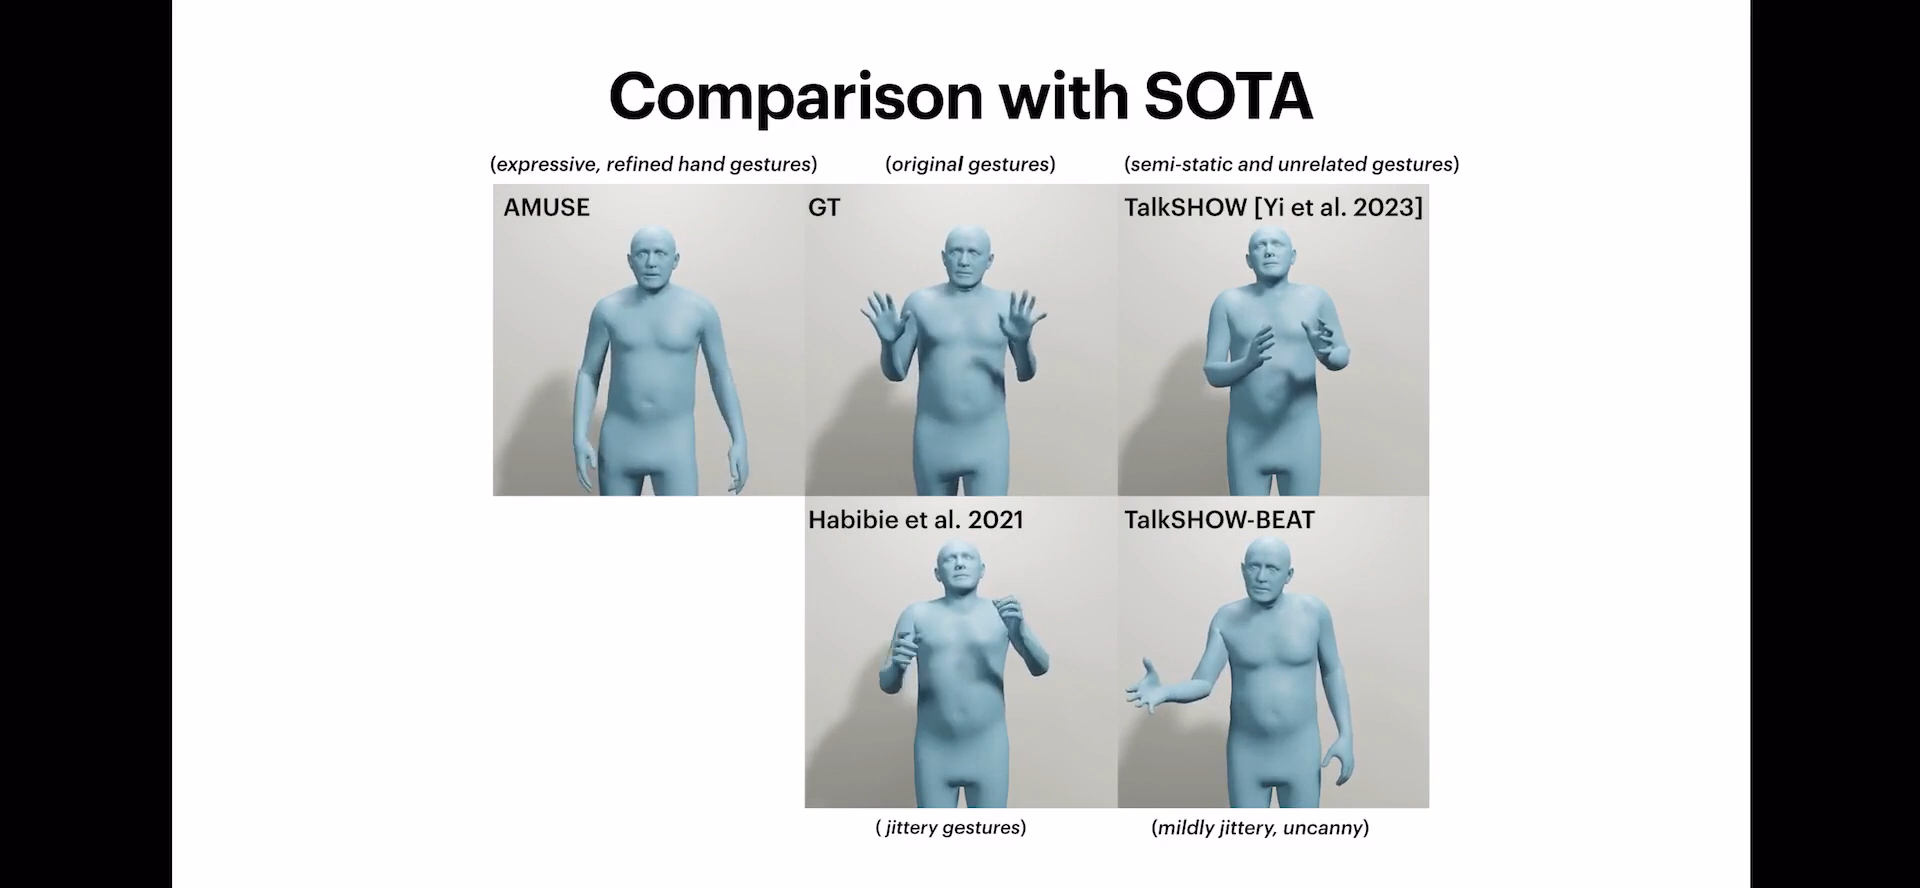 Comparison with SOTA
(expressive, refined hand gestures)
(original gestures)
(semi-static and unrelated gestures)
AMUSE
GT
TalkSHOW [Yi et al. 2023]
Habibie et al. 2021
TalkSHOW-BEAT
( jittery gestures)
(mildly jittery, uncanny)